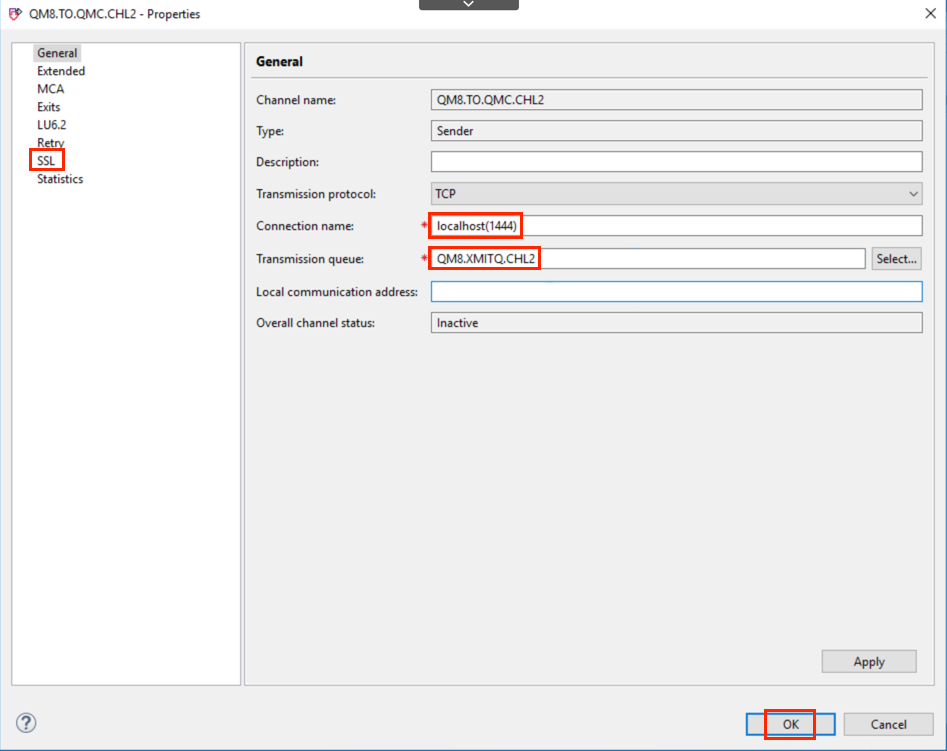 QM8.TO.QMC.CHL2 - Properties
General
Extended
MCA
Exits
LU6.2
Retry
SSL
Statistics
General
Channel name: QM8.TO.QMC.CHL2
Type: Sender
Description:
Transmission protocol: TCP
Connection name: * localhost(1444)
Transmission queue: * QM8.XMITQ.CHL2 Select...
Local communication address:
Overall channel status: Inactive
Apply
? OK Cancel